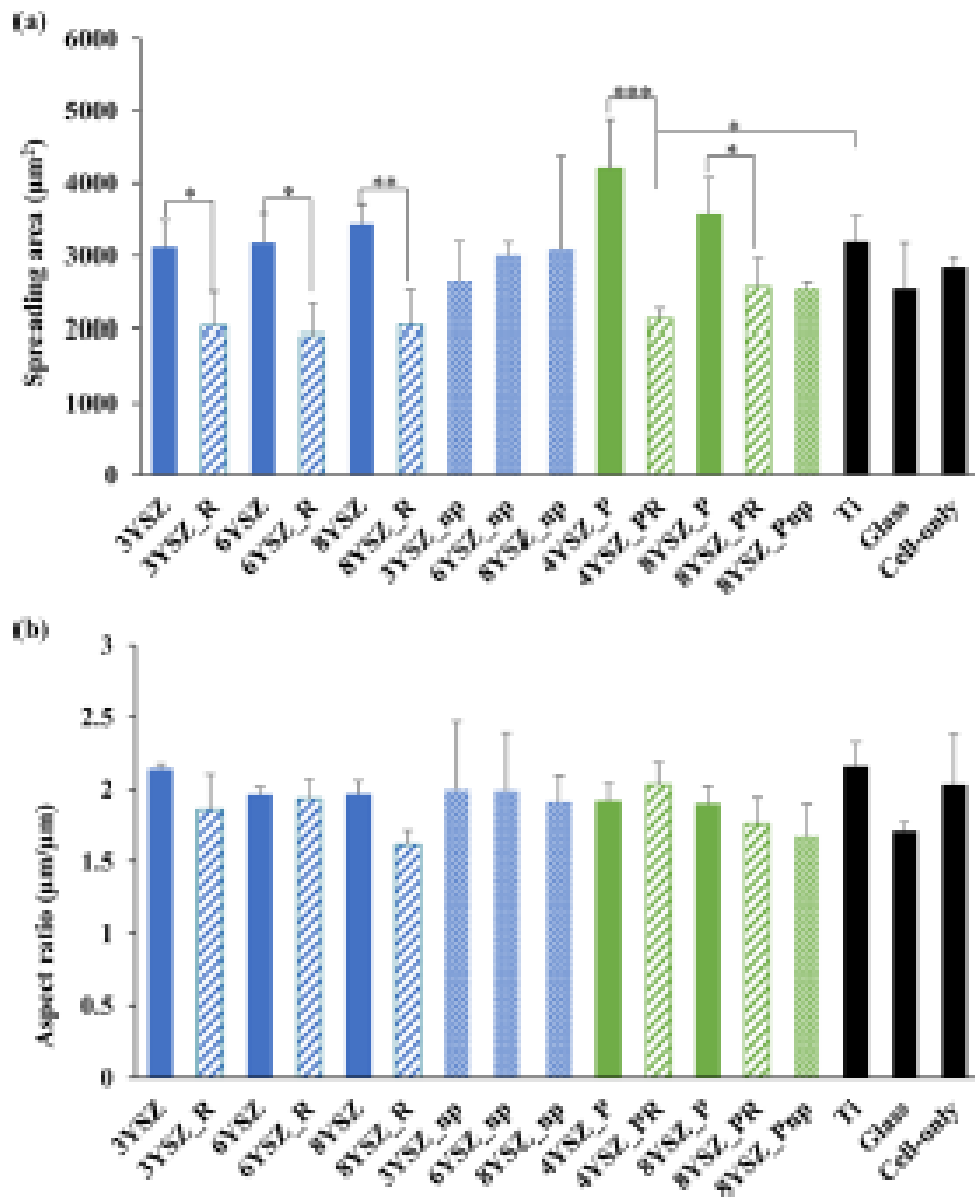 (a)
6000
5000
4000
3000
2000
1000
0
Spreading area (μm²)
*
*
**
***
*
*
3YSZ
3YSZ_R
6YSZ
6YSZ_R
8YSZ
8YSZ_R
3YSZ_np
6YSZ_np
8YSZ_np
4YSZ_P
4YSZ_PR
8YSZ_P
8YSZ_PR
8YSZ_Pnp
Ti
Glass
Cell-only
(b)
3
2.5
2
1.5
1
0.5
0
Aspect ratio (μm/μm)
3YSZ
3YSZ_R
6YSZ
6YSZ_R
8YSZ
8YSZ_R
3YSZ_np
6YSZ_np
8YSZ_np
4YSZ_P
4YSZ_PR
8YSZ_P
8YSZ_PR
8YSZ_Pnp
Ti
Glass
Cell-only